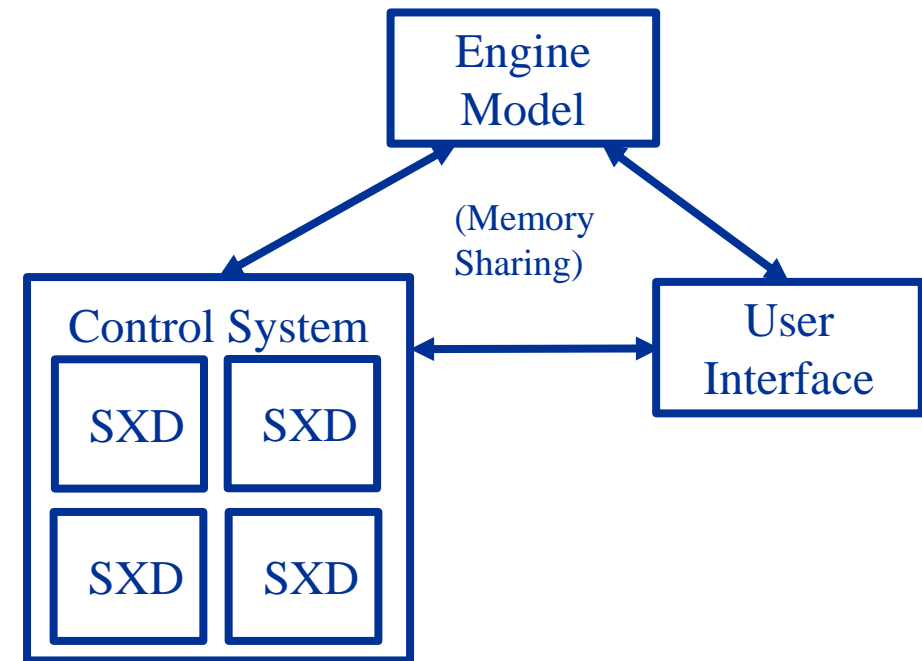 Engine
Model
(Memory
Sharing)
Control System
User
Interface
SXD
SXD
SXD
SXD